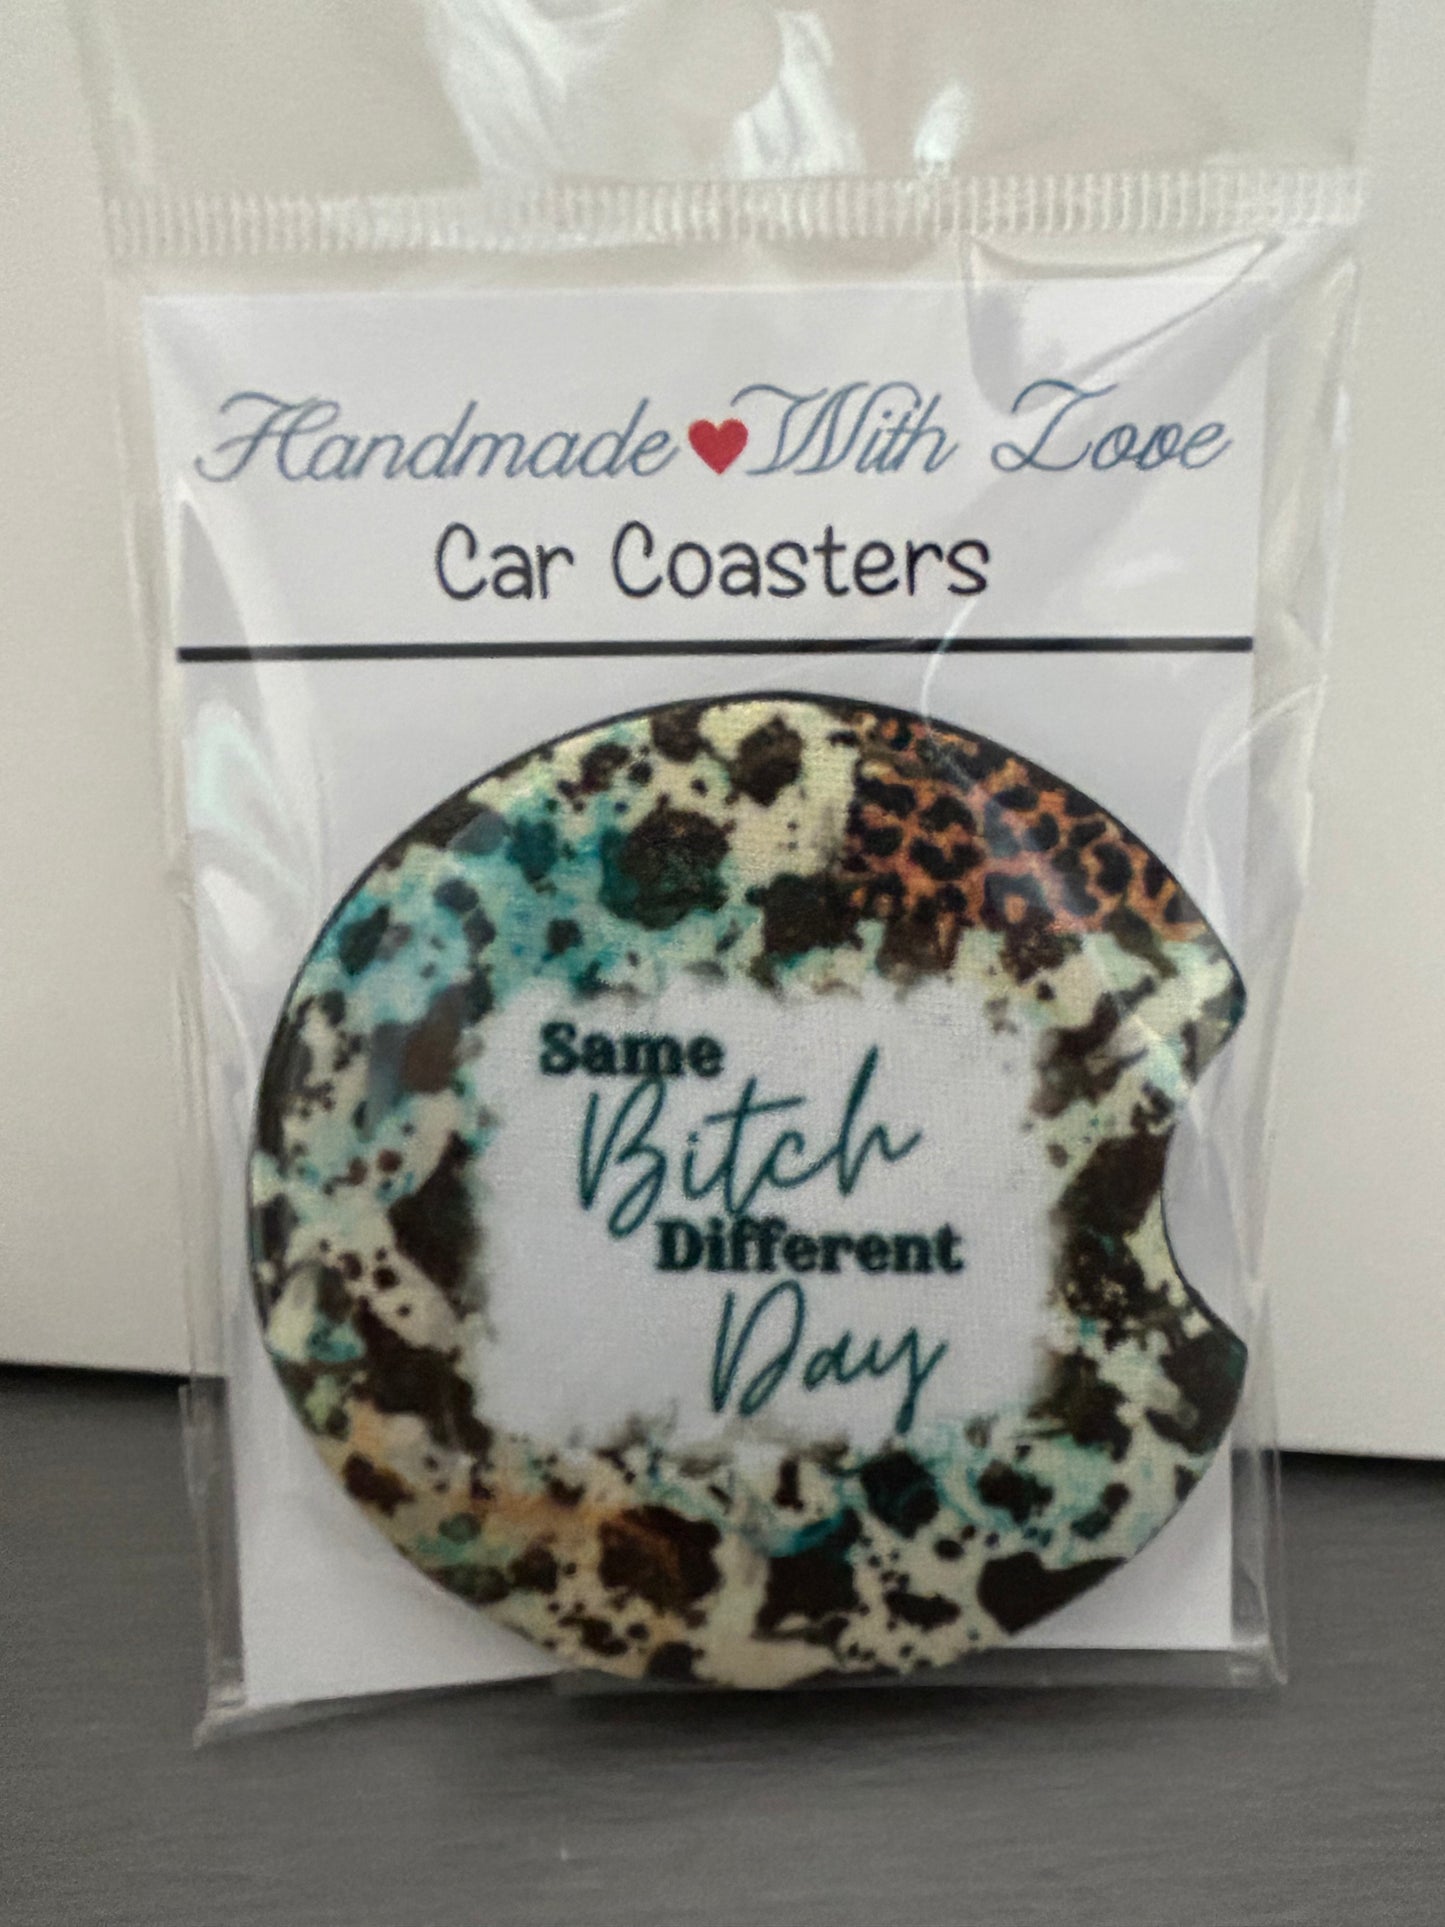 Handmade With Love
Car Coasters
Same
Bitch
Different
Day